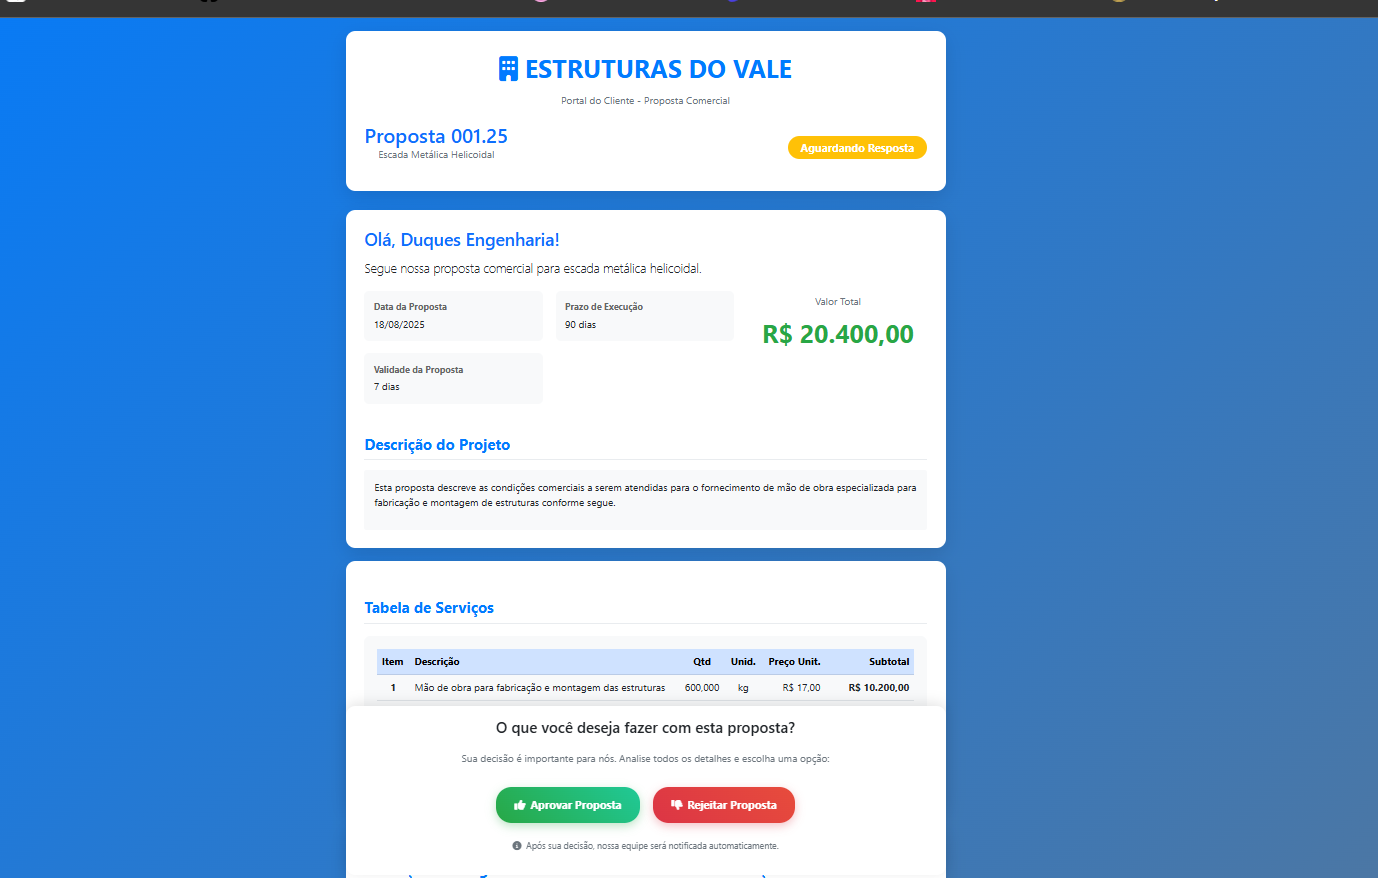 ESTRUTURAS DO VALE
Portal do Cliente - Proposta Comercial
Proposta 001.25
Escada Metálica Helicoidal
Aguardando Resposta
Olá, Duques Engenharia!
Segue nossa proposta comercial para escada metálica helicoidal.
Data da Proposta
18/08/2025
Prazo de Execução
90 dias
Valor Total
R$ 20.400,00
Validade da Proposta
7 dias
Descrição do Projeto
Esta proposta descreve as condições comerciais a serem atendidas para o fornecimento de mão de obra especializada para
fabricação e montagem de estruturas conforme segue.
Tabela de Serviços
Item Descrição Qtd Unid. Preço Unit. Subtotal
1 Mão de obra para fabricação e montagem das estruturas 600,000 kg R$ 17,00 R$ 10.200,00
O que você deseja fazer com esta proposta?
Sua decisão é importante para nós. Analise todos os detalhes e escolha uma opção:
Aprovar Proposta
Rejeitar Proposta
Após sua decisão, nossa equipe será notificada automaticamente.